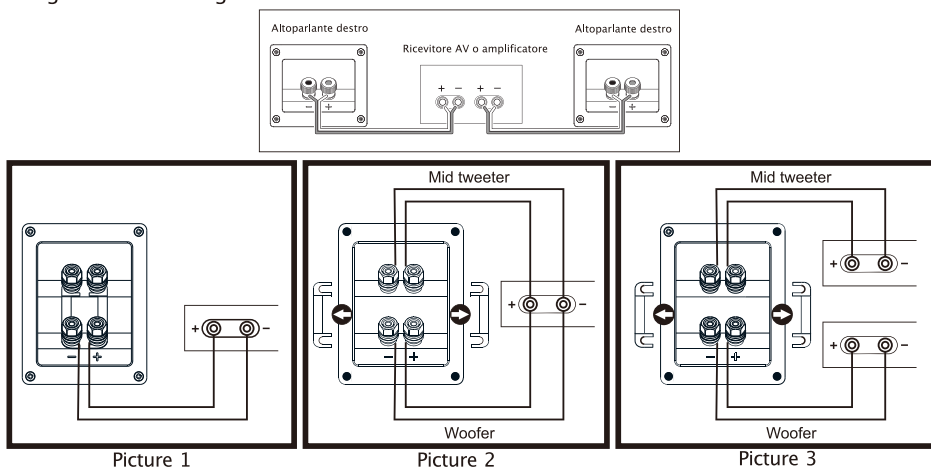 Altoparlante destro
Altoparlante destro
Ricevitore AV o amplificatore
+ − + −
− +
− +
Mid tweeter
Mid tweeter
+ −
+ −
+ −
− +
− +
− +
+ −
Woofer
Woofer
Picture 1
Picture 2
Picture 3